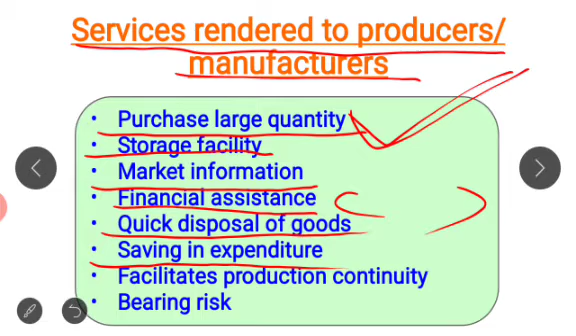 Services rendered to producers/
manufacturers
• Purchase large quantity
• Storage facility
• Market information
• Financial assistance
• Quick disposal of goods
• Saving in expenditure
• Facilitates production continuity
• Bearing risk